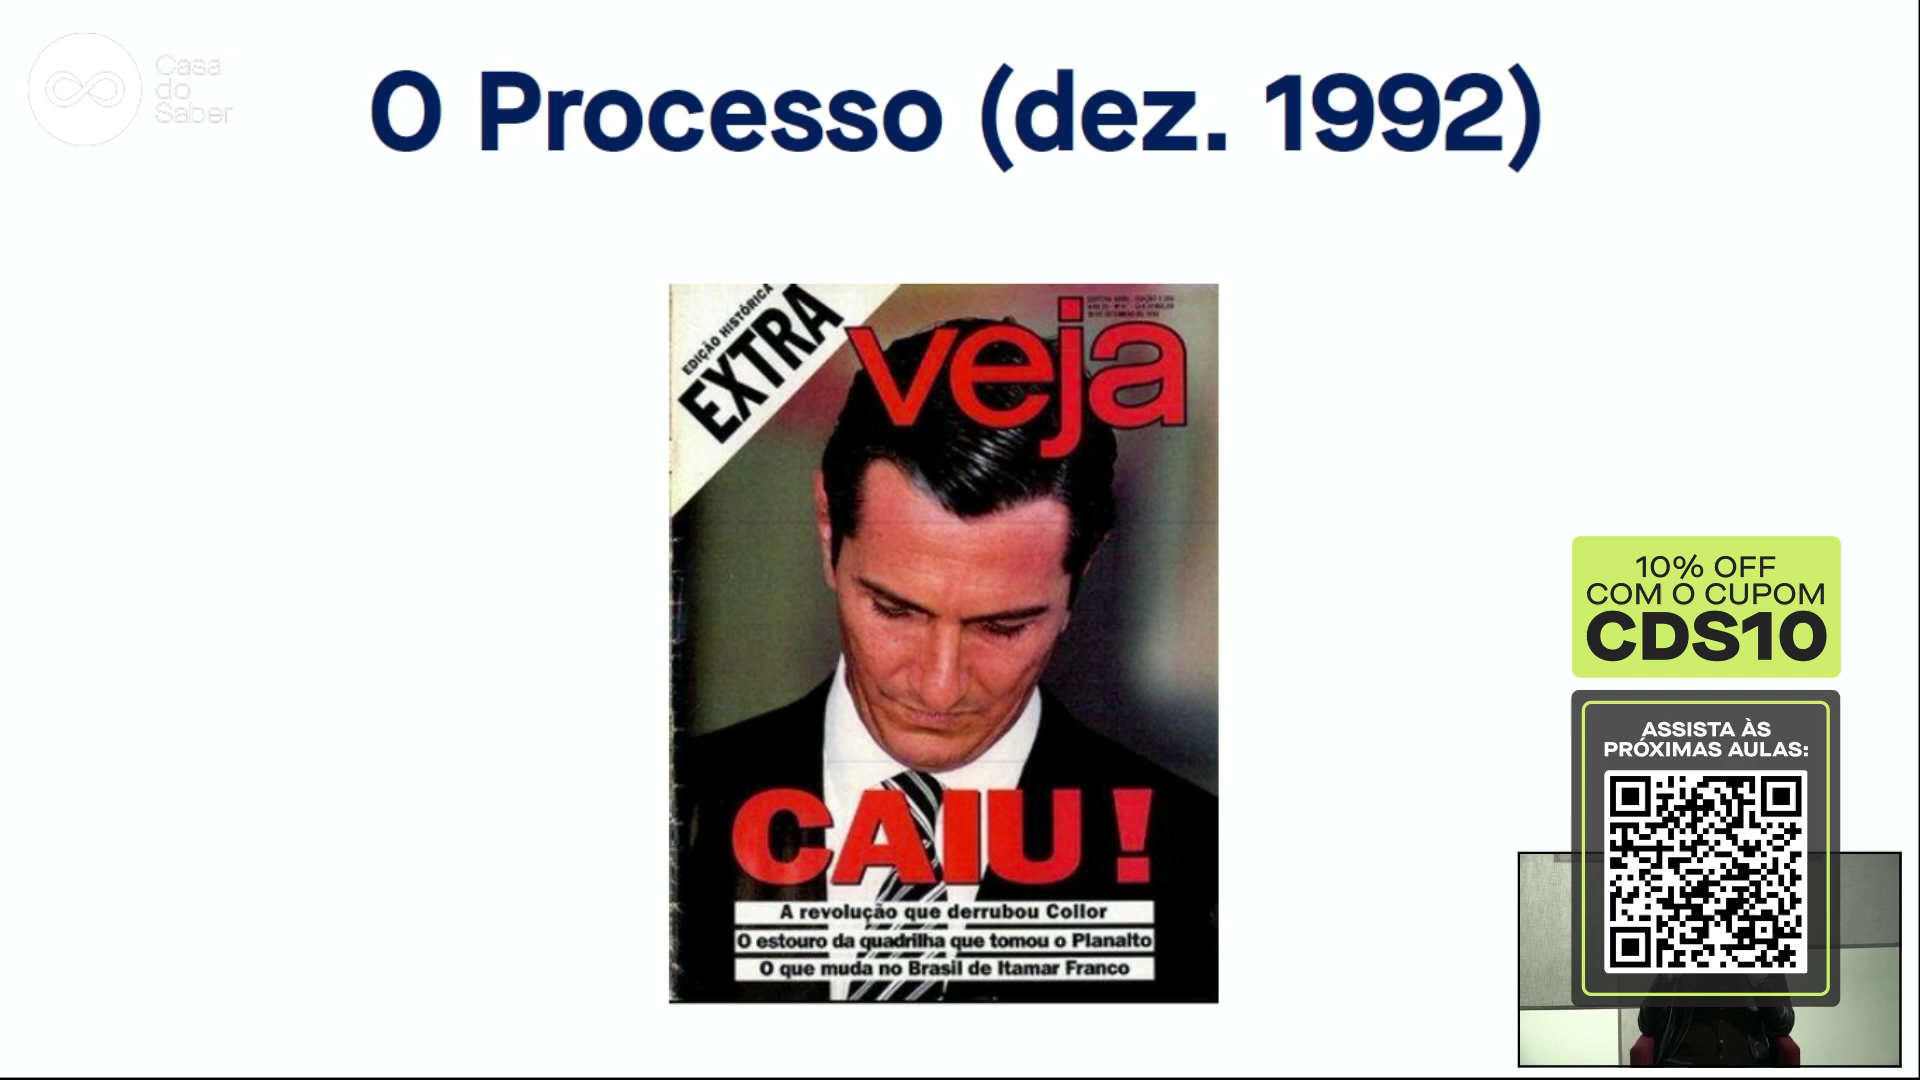 Casa
do
Saber
O Processo (dez. 1992)
EDIÇÃO HISTÓRICA
EXTRA
veja
CAIU!
A revolução que derrubou Collor
O estouro da quadrilha que tomou o Planalto
O que muda no Brasil de Itamar Franco
10% OFF
COM O CUPOM
CDS10
ASSISTA ÀS
PRÓXIMAS AULAS: